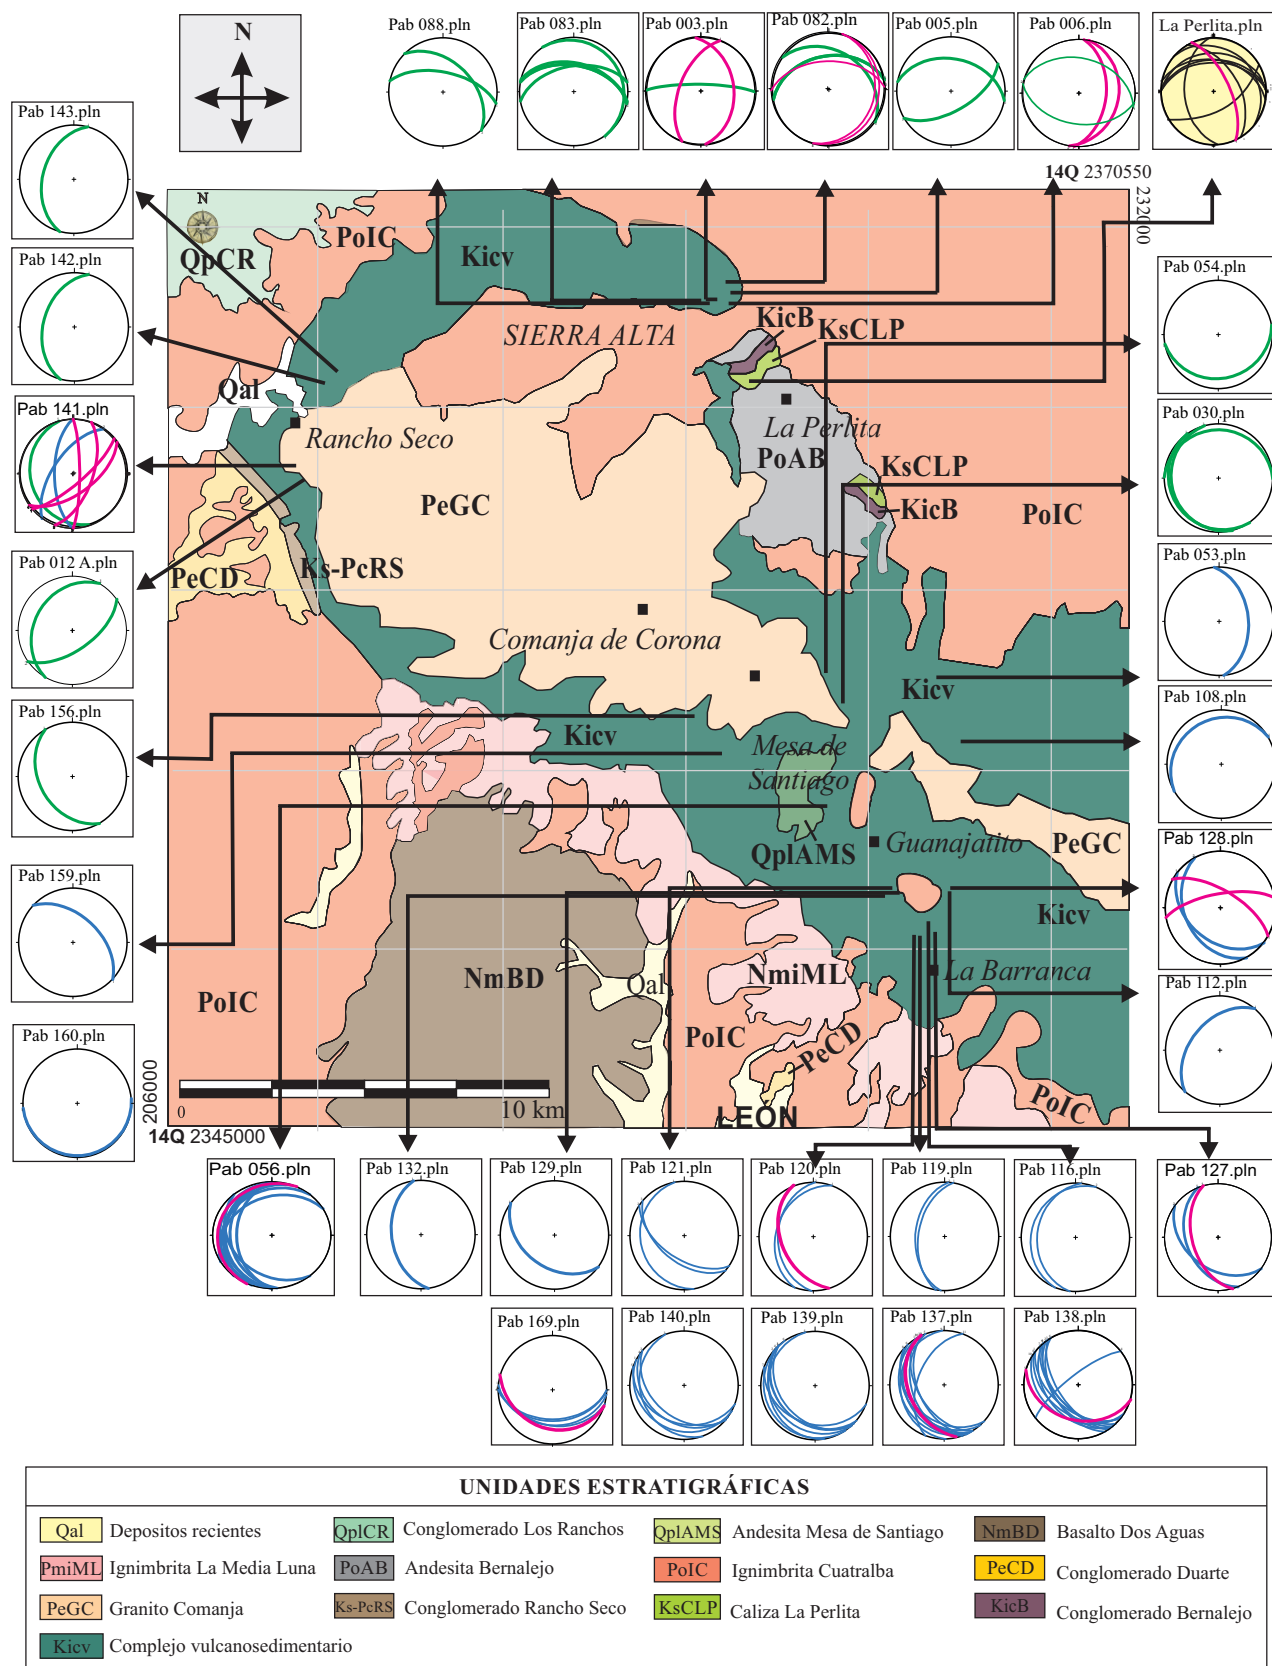 N
Pab 088.pln
Pab 083.pln
Pab 003.pln
Pab 082.pln
Pab 005.pln
Pab 006.pln
La Perlita.pln
Pab 143.pln
Pab 142.pln
Pab 141.pln
Pab 012 A.pln
Pab 156.pln
Pab 159.pln
Pab 160.pln
14Q 2370550
232000
N
QpCR
PoIC
Kicv
SIERRA ALTA
KicB
KsCLP
Qal
Rancho Seco
La Perlita
PoAB
KsCLP
KicB
PoIC
PeGC
PeCD
Ks-PcRS
Comanja de Corona
Kicv
Kicv
Mesa de
Santiago
QplAMS
Guanajatito
PeGC
Kicv
NmBD
Qal
NmiML
La Barranca
PoIC
PoIC
PeCD
PoIC
LEÓN
0
10 km
206000
14Q 2345000
Pab 054.pln
Pab 030.pln
Pab 053.pln
Pab 108.pln
Pab 128.pln
Pab 112.pln
Pab 056.pln
Pab 132.pln
Pab 129.pln
Pab 121.pln
Pab 120.pln
Pab 119.pln
Pab 116.pln
Pab 127.pln
Pab 169.pln
Pab 140.pln
Pab 139.pln
Pab 137.pln
Pab 138.pln
UNIDADES ESTRATIGRÁFICAS
Qal Depositos recientes
QplCR Conglomerado Los Ranchos
QplAMS Andesita Mesa de Santiago
NmBD Basalto Dos Aguas
PmiML Ignimbrita La Media Luna
PoAB Andesita Bernalejo
PoIC Ignimbrita Cuatralba
PeCD Conglomerado Duarte
PeGC Granito Comanja
Ks-PcRS Conglomerado Rancho Seco
KsCLP Caliza La Perlita
KicB Conglomerado Bernalejo
Kicv Complejo vulcanosedimentario